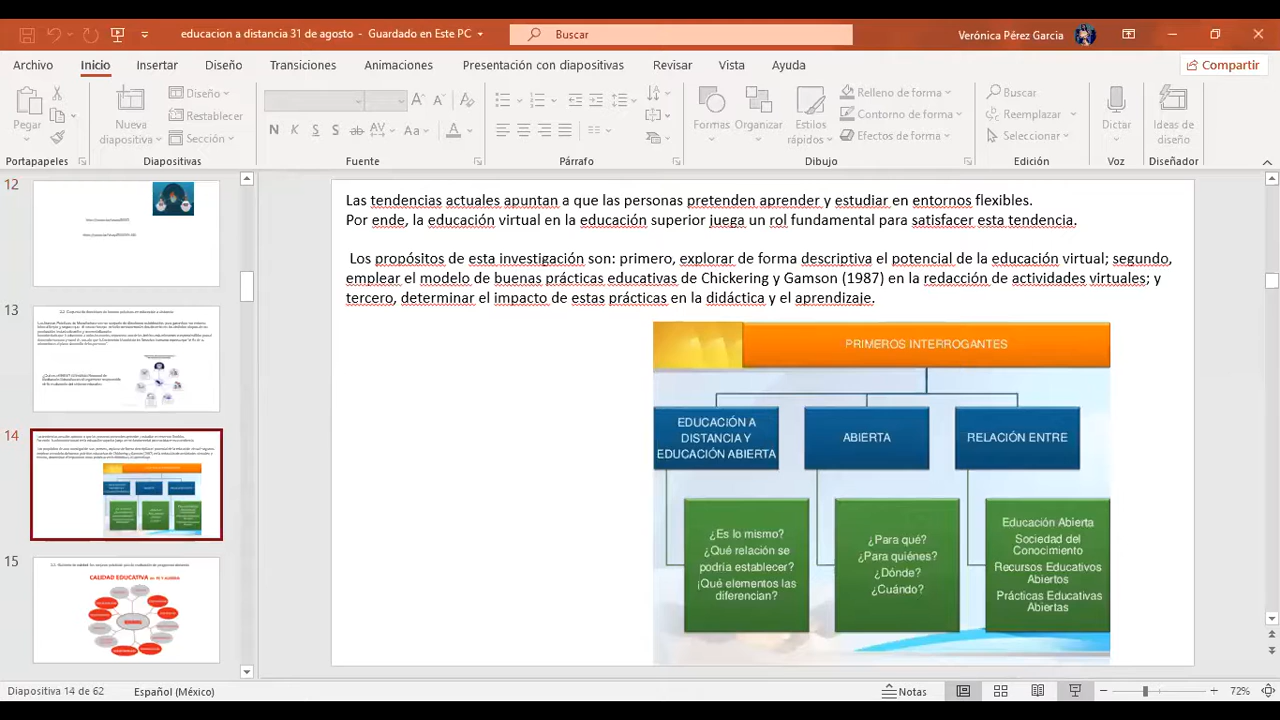 educacion a distancia 31 de agosto - Guardado en Este PC
Buscar
Verónica Pérez Garcia
Archivo Inicio Insertar Diseño Transiciones Animaciones Presentación con diapositivas Revisar Vista Ayuda Compartir
Pegar
Nueva diapositiva
Diseño
Restablecer
Sección
N K S S ab AV Aa A
Formas
Organizar
Estilos rápidos
Relleno de forma
Contorno de forma
Efectos de forma
Buscar
Reemplazar
Seleccionar
Dictar
Ideas de diseño
Portapapeles Diapositivas Fuente Párrafo Dibujo Edición Voz Diseñador
12
13
14
15
CALIDAD EDUCATIVA
Las tendencias actuales apuntan a que las personas pretenden aprender y estudiar en entornos flexibles.
Por ende, la educación virtual en la educación superior juega un rol fundamental para satisfacer esta tendencia.
Los propósitos de esta investigación son: primero, explorar de forma descriptiva el potencial de la educación virtual; segundo,
emplear el modelo de buenas prácticas educativas de Chickering y Gamson (1987) en la redación de actividades virtuales; y
tercero, determinar el impacto de estas prácticas en la didáctica y el aprendizaje.
PRIMEROS INTERROGANTES
EDUCACIÓN A
DISTANCIA Y
EDUCACIÓN ABIERTA
ABIERTA
RELACIÓN ENTRE
¿Es lo mismo?
¿Qué relación se
podría establecer?
¡Qué elementos las
diferencian?
¿Para qué?
¿Para quiénes?
¿Dónde?
¿Cuándo?
Educación Abierta
Sociedad del
Conocimiento
Recursos Educativos
Abiertos
Prácticas Educativas
Abiertas
Diapositiva 14 de 62 Español (México) Notas 72%